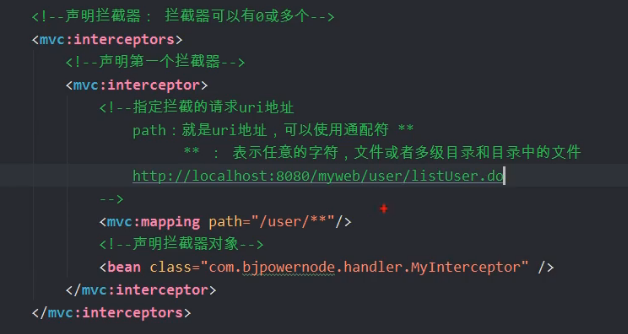 <!--声明拦截器： 拦截器可以有0或多个-->
<mvc:interceptors>
<!--声明第一个拦截器-->
<mvc:interceptor>
<!--指定拦截的请求uri地址
path：就是uri地址，可以使用通配符 **
** ： 表示任意的字符，文件或者多级目录和目录中的文件
http://localhost:8080/myweb/user/listUser.do
-->
<mvc:mapping path="/user/**"/>
<!--声明拦截器对象-->
<bean class="com.bjpowernode.handler.MyInterceptor" />
</mvc:interceptor>
</mvc:interceptors>